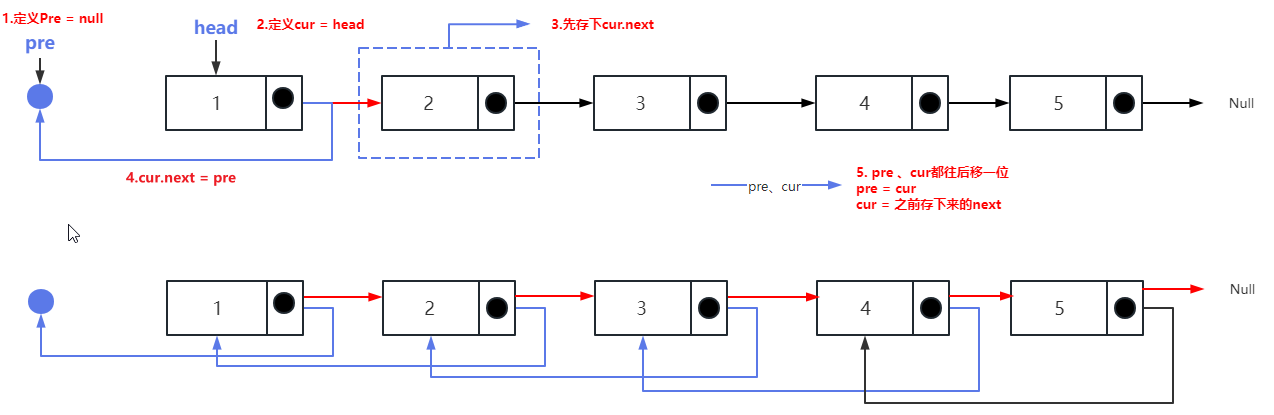 1.定义Pre = null
pre
head
2.定义cur = head
3.先存下cur.next
1
2
3
4
5
Null
4.cur.next = pre
pre、cur
5. pre 、cur都往后移一位
pre = cur
cur = 之前存下来的next
1
2
3
4
5
Null